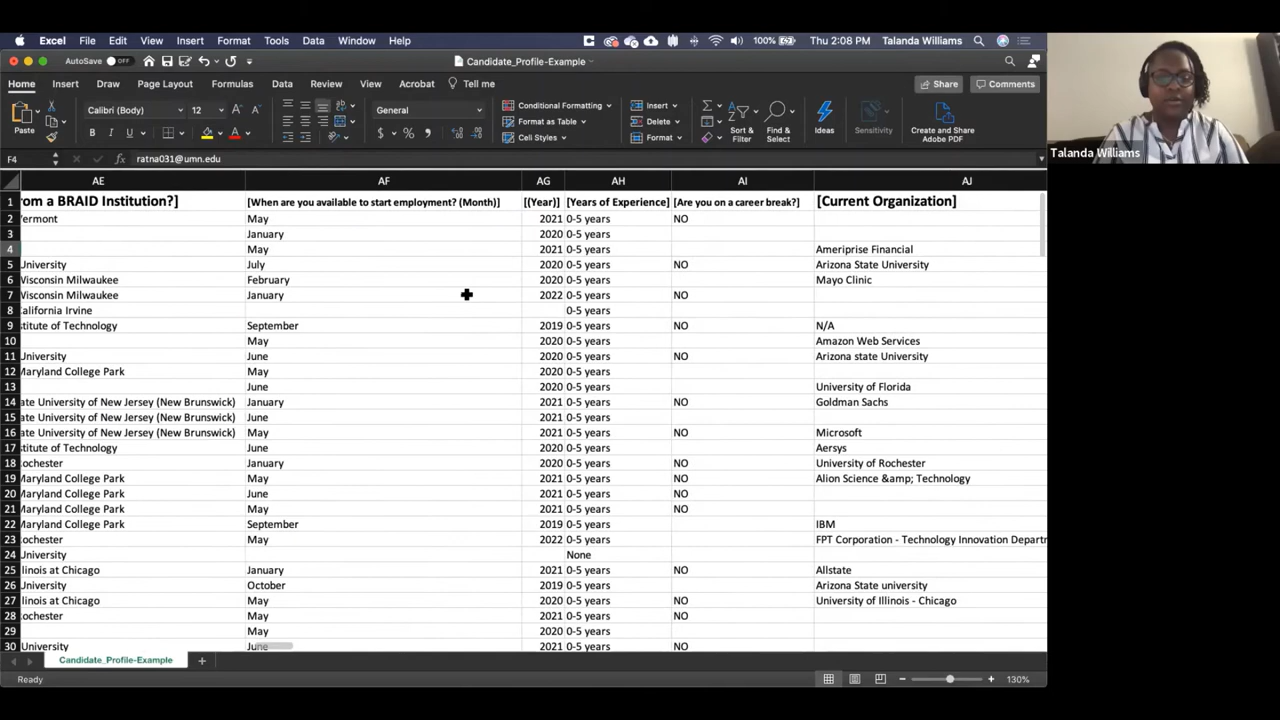 Excel File Edit View Insert Format Tools Data Window Help 100% Thu 2:08 PM Talanda Williams
AutoSave OFF Candidate_Profile-Example
Home Insert Draw Page Layout Formulas Data Review View Acrobat Tell me Share Comments
Paste Calibri (Body) 12 A A General Conditional Formatting Format as Table Cell Styles Insert Delete Format Sort & Filter Find & Select Ideas Sensitivity Create and Share Adobe PDF
B I U A $ % Talanda Williams
F4 fx ratna031@umn.edu
AE AF AG AH AI AJ
1 rom a BRAID Institution?] [When are you available to start employment? (Month)] [(Year)] [Years of Experience] [Are you on a career break?] [Current Organization]
2 Vermont May 2021 0-5 years NO
3 January 2020 0-5 years
4 May 2021 0-5 years Ameriprise Financial
5 University July 2020 0-5 years NO Arizona State University
6 Wisconsin Milwaukee February 2020 0-5 years Mayo Clinic
7 Wisconsin Milwaukee January 2022 0-5 years NO
8 California Irvine 0-5 years
9 stitute of Technology September 2019 0-5 years NO N/A
10 May 2020 0-5 years Amazon Web Services
11 University June 2020 0-5 years NO Arizona state University
12 Maryland College Park May 2020 0-5 years
13 June 2020 0-5 years University of Florida
14 ate University of New Jersey (New Brunswick) January 2021 0-5 years NO Goldman Sachs
15 ate University of New Jersey (New Brunswick) June 2021 0-5 years
16 ate University of New Jersey (New Brunswick) May 2021 0-5 years NO Microsoft
17 stitute of Technology June 2020 0-5 years Aersys
18 ochester January 2020 0-5 years NO University of Rochester
19 Maryland College Park May 2021 0-5 years NO Alion Science &amp; Technology
20 Maryland College Park June 2021 0-5 years NO
21 Maryland College Park May 2021 0-5 years NO
22 Maryland College Park September 2019 0-5 years IBM
23 ochester May 2022 0-5 years FPT Corporation - Technology Innovation Departm
24 University None
25 llinois at Chicago January 2021 0-5 years NO Allstate
26 University October 2019 0-5 years Arizona State university
27 llinois at Chicago May 2020 0-5 years NO University of Illinois - Chicago
28 ochester May 2021 0-5 years NO
29 May 2020 0-5 years
30 University June 2021 0-5 years NO
Candidate_Profile-Example
Ready 130%